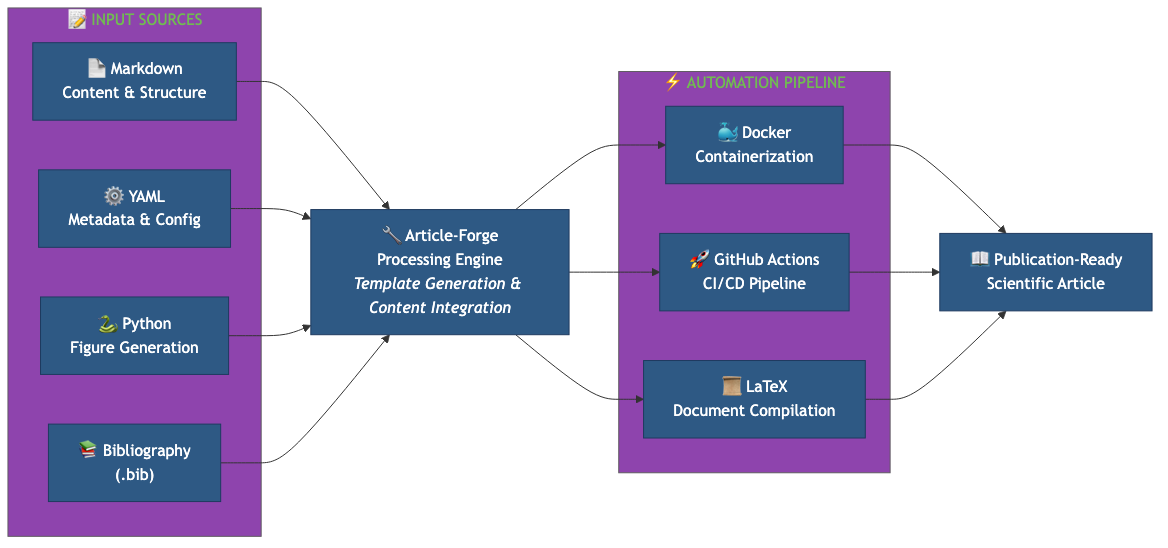 📝 INPUT SOURCES
📄 Markdown
Content & Structure
⚙️ YAML
Metadata & Config
🐍 Python
Figure Generation
📚 Bibliography
(.bib)
🔧 Article-Forge
Processing Engine
Template Generation &
Content Integration
⚡ AUTOMATION PIPELINE
🐳 Docker
Containerization
🚀 GitHub Actions
CI/CD Pipeline
📜 LaTeX
Document Compilation
📖 Publication-Ready
Scientific Article